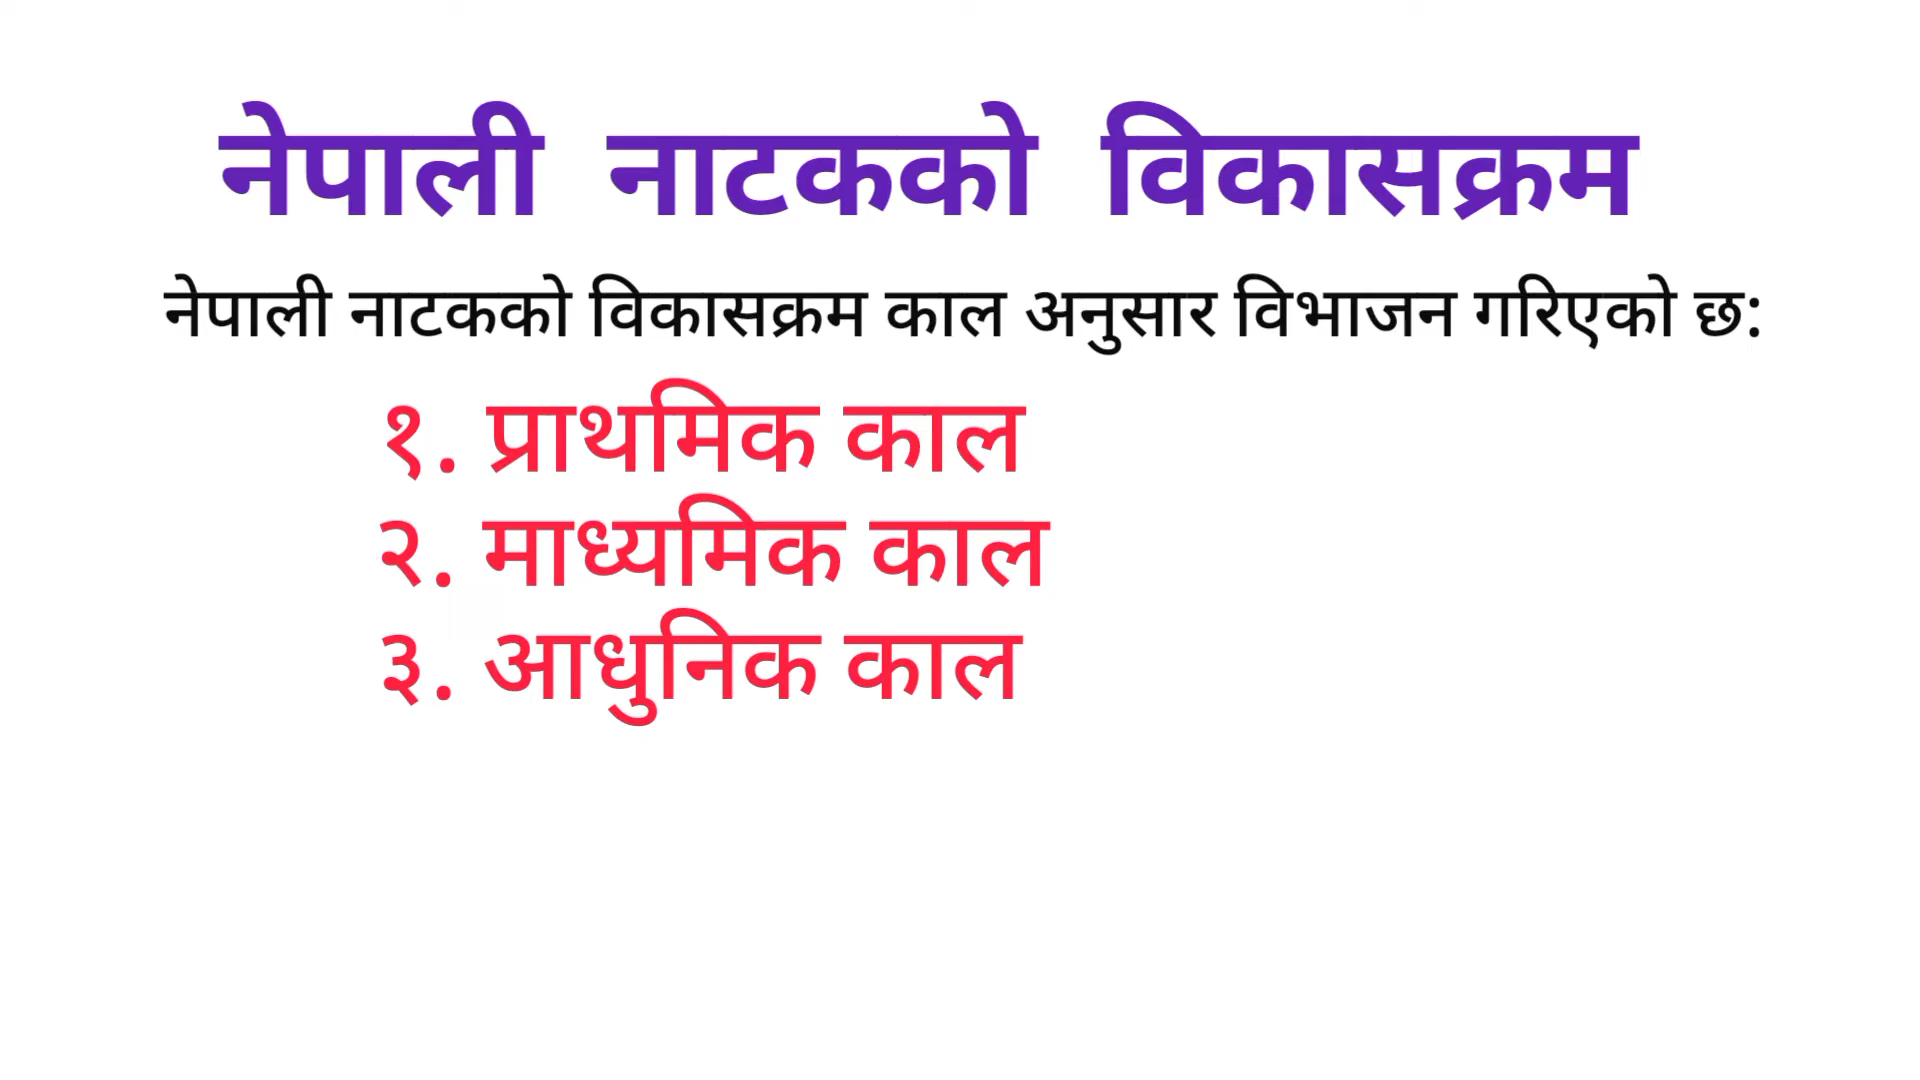 नेपाली नाटकको विकासक्रम
नेपाली नाटकको विकासक्रम काल अनुसार विभाजन गरिएको छ:
१. प्राथमिक काल
२. माध्यमिक काल
३. आधुनिक काल